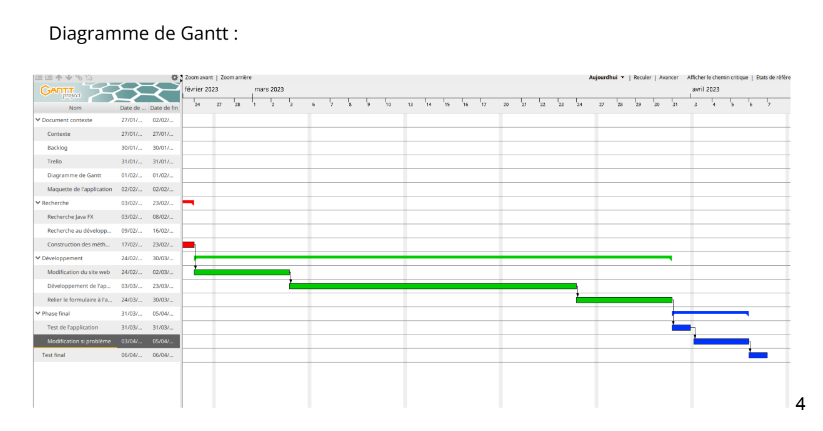 Diagramme de Gantt :
Zoom avant | Zoom arrière
Aujourdhui | Reculer | Avancer Afficher le chemin critique | Etats de référe
GANTT project
février 2023 mars 2023 avril 2023
Nom Date de ... Date de fin
24 27 28 1 2 3 6 7 8 9 10 13 14 15 16 17 20 21 22 23 24 27 28 29 30 31 3 4 5 6 7
Document contexte 27/01/... 02/02/...
Contexte 27/01/... 27/01/...
Backlog 30/01/... 30/01/...
Trello 31/01/... 31/01/...
Diagramme de Gantt 01/02/... 01/02/...
Maquette de l'application 02/02/... 02/02/...
Recherche 03/02/... 23/02/...
Recherche Java FX 03/02/... 08/02/...
Recherche au développ... 09/02/... 16/02/...
Construction des méth... 17/02/... 23/02/...
Développement 24/02/... 30/03/...
Modification du site web 24/02/... 02/03/...
Développement de l'ap... 03/03/... 23/03/...
Relier le formulaire à l'a... 24/03/... 30/03/...
Phase final 31/03/... 05/04/...
Test de l'application 31/03/... 31/03/...
Modification si problème 03/04/... 05/04/...
Test final 06/04/... 06/04/...
4